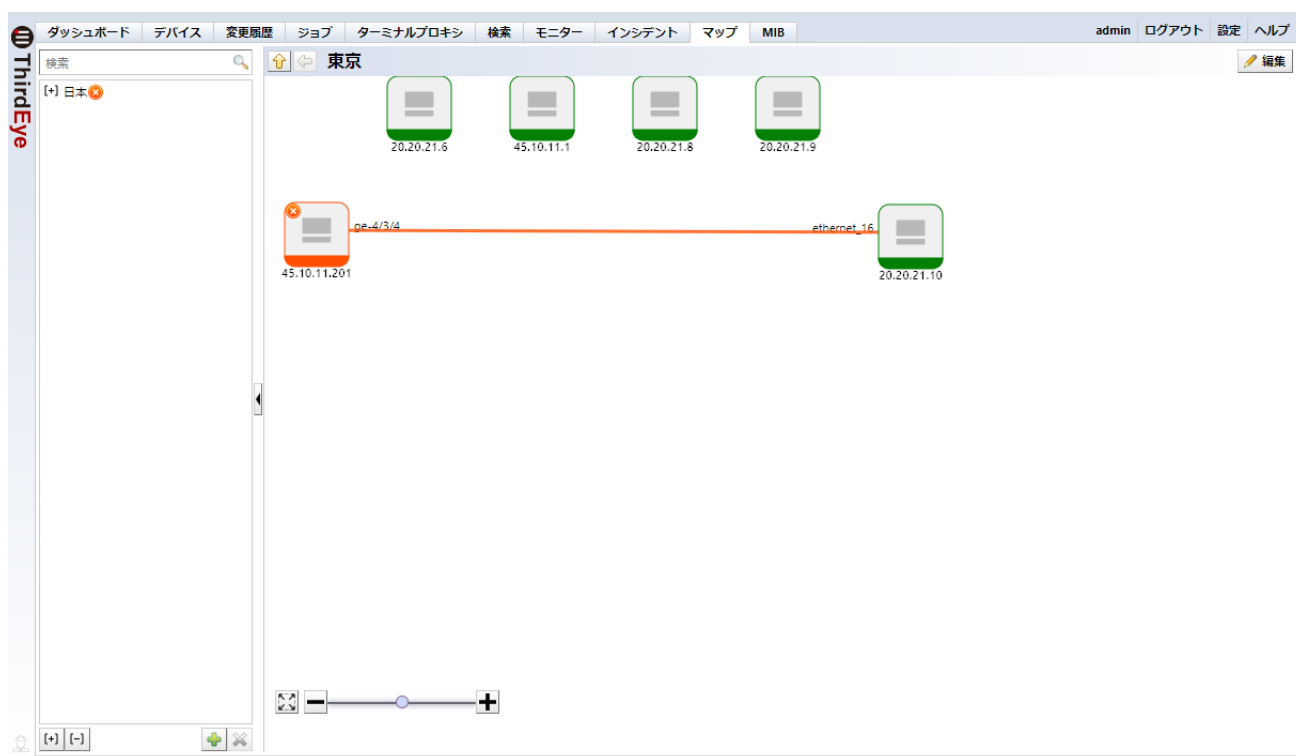 ThirdEye
ダッシュボード デバイス 変更履歴 ジョブ ターミナルプロキシ 検索 モニター インシデント マップ MIB admin ログアウト 設定 ヘルプ
検索
東京
編集
[+] 日本
20.20.21.6 45.10.11.1 20.20.21.8 20.20.21.9
ge-4/3/4 ethernet_16
45.10.11.201 20.20.21.10
[+] [-]